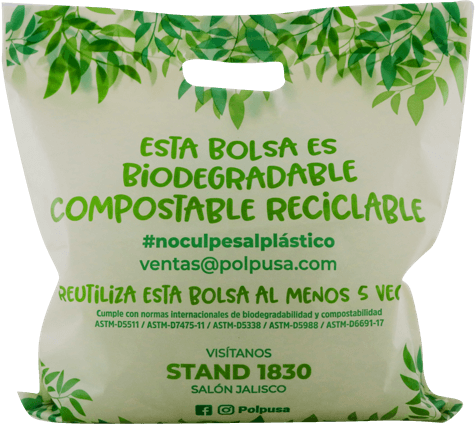 ESTA BOLSA ES
BIODEGRADABLE
COMPOSTABLE RECICLABLE
#noculpesalplástico
ventas@polpusa.com
REUTILIZA ESTA BOLSA AL MENOS 5 VEC
Cumple con normas internacionales de biodegradabilidad y compostabilidad
ASTM-D5511 / ASTM-D7475-11 / ASTM-D5338 / ASTM-D5988 / ASTM-D6691-17
VISÍTANOS
STAND 1830
SALÓN JALISCO
Polpusa